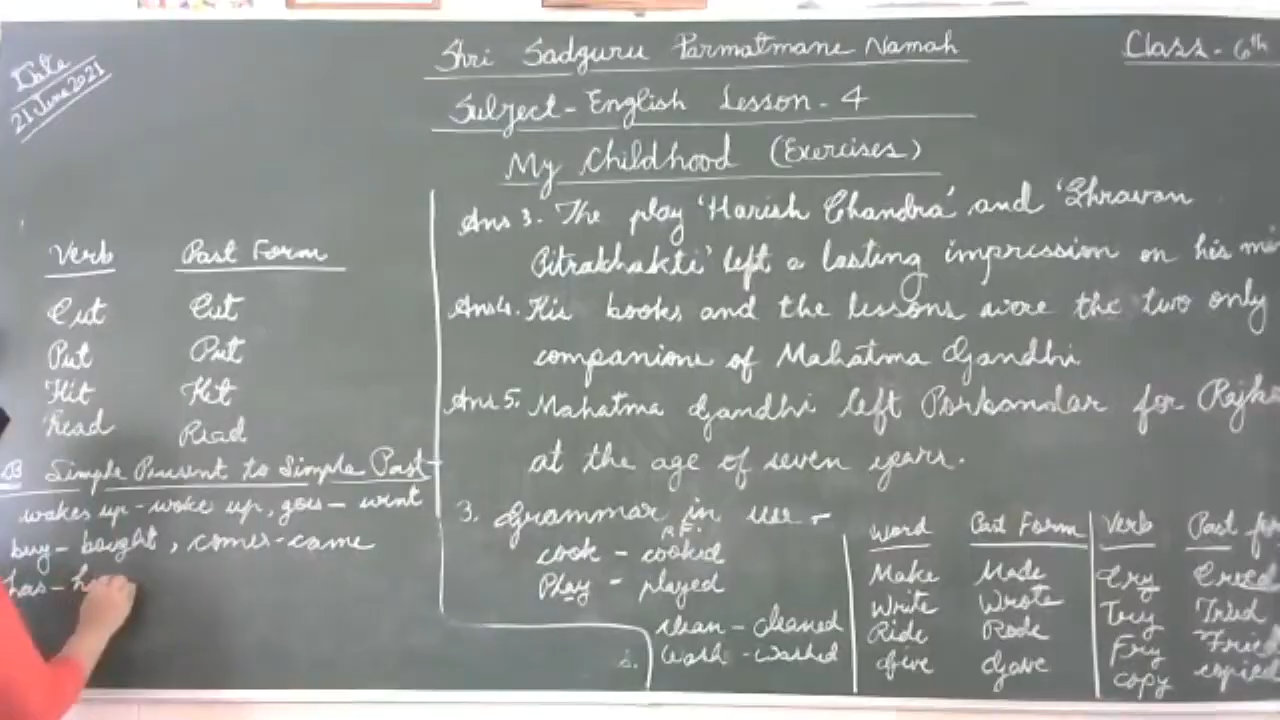 Date
21 June 2021
Shri Sadguru Parmatmane Namah
Class - 6th
Subject - English Lesson - 4
My Childhood (Exercises)
Ans 3. The play 'Harish Chandra' and 'Shravan
Pitrabhakti' left a lasting impression on his mi
Ans 4. His books and the lessons were the two only
companions of Mahatma Gandhi
Ans 5. Mahatma Gandhi left Porbandar for Rajk
at the age of seven years.
3. Grammar in use -
P.F.
cook - cooked
Play - played
clean - cleaned
Wash - washed
Word Past Form
Make Made
Write Wrote
Ride Rode
Give Gave
Verb Past fo
Cry Cried
Try Tried
Fry Fried
Copy copied
Verb Past Form
Cut Cut
Put Put
Hit Hit
Read Read
B Simple Present to Simple Past
wakes up - woke up, goes - went
buy - bought, comes - came
has - h